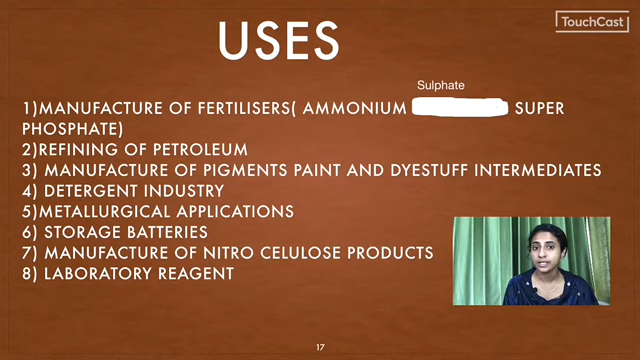 TouchCast
USES
Sulphate
1)MANUFACTURE OF FERTILISERS( AMMONIUM SUPER
PHOSPHATE)
2)REFINING OF PETROLEUM
3) MANUFACTURE OF PIGMENTS PAINT AND DYESTUFF INTERMEDIATES
4) DETERGENT INDUSTRY
5)METALLURGICAL APPLICATIONS
6) STORAGE BATTERIES
7) MANUFACTURE OF NITRO CELULOSE PRODUCTS
8) LABORATORY REAGENT
17